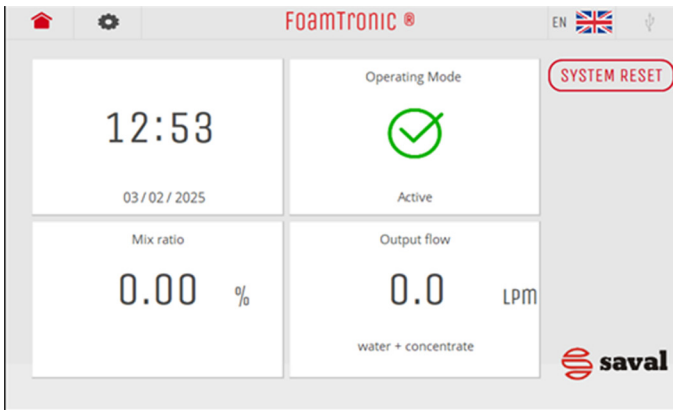 FoamTronic ®
EN
SYSTEM RESET
12:53
03/02/2025
Operating Mode
Active
Mix ratio
0.00 %
Output flow
0.0 LPM
water + concentrate
saval